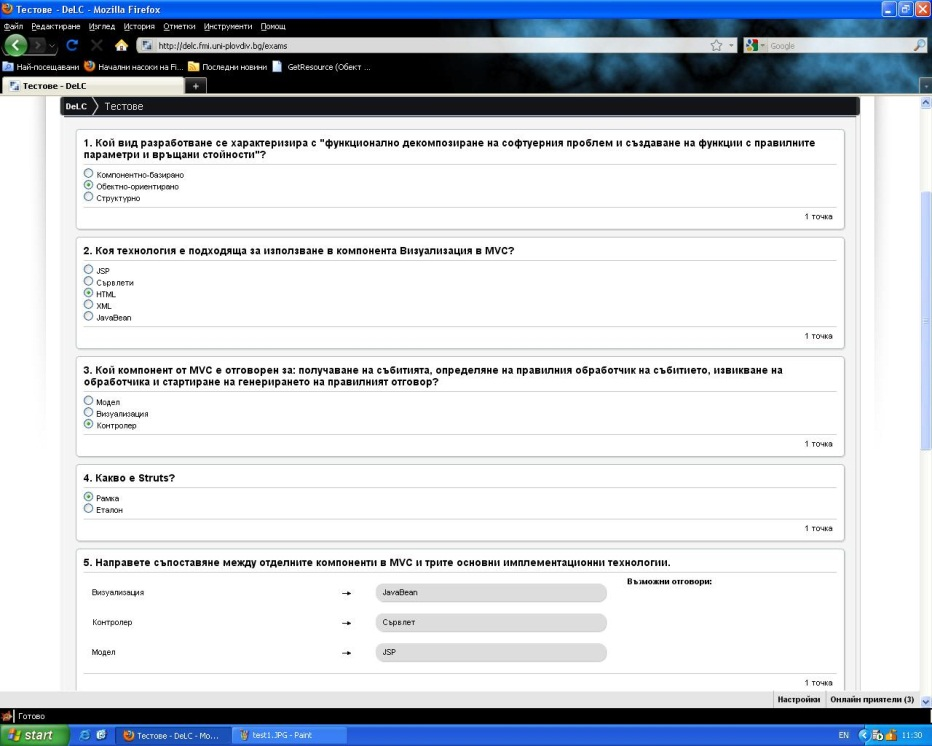 Тестове - DeLC - Mozilla Firefox
Файл Редактиране Изглед История Отметки Инструменти Помощ
http://delc.fmi.uni-plovdiv.bg/exams
Google
Най-посещавани Начални насоки на Fi... Последни новини GetResource (Обект ...
Тестове - DeLC
DeLC Тестове
1. Кой вид разработване се характеризира с "функционално декомпозиране на софтуерния проблем и създаване на функции с правилните
параметри и връщани стойности"?
Компонентно-базирано
Обектно-ориентирано
Структурно
1 точка
2. Коя технология е подходяща за използване в компонента Визуализация в MVC?
JSP
Сървлети
HTML
XML
JavaBean
1 точка
3. Кой компонент от MVC е отговорен за: получаване на събитията, определяне на правилния обработчик на събитието, извикване на
обработчика и стартиране на генерирането на правилният отговор?
Модел
Визуализация
Контролер
1 точка
4. Какво е Struts?
Рамка
Еталон
1 точка
5. Направете съпоставяне между отделните компоненти в MVC и трите основни имплементационни технологии.
Възможни отговори:
Визуализация → JavaBean
Контролер → Сървлет
Модел → JSP
1 точка
Настройки Онлайн приятели (3)
Готово
start Тестове - DeLC - Mo... test1.JPG - Paint EN 11:30